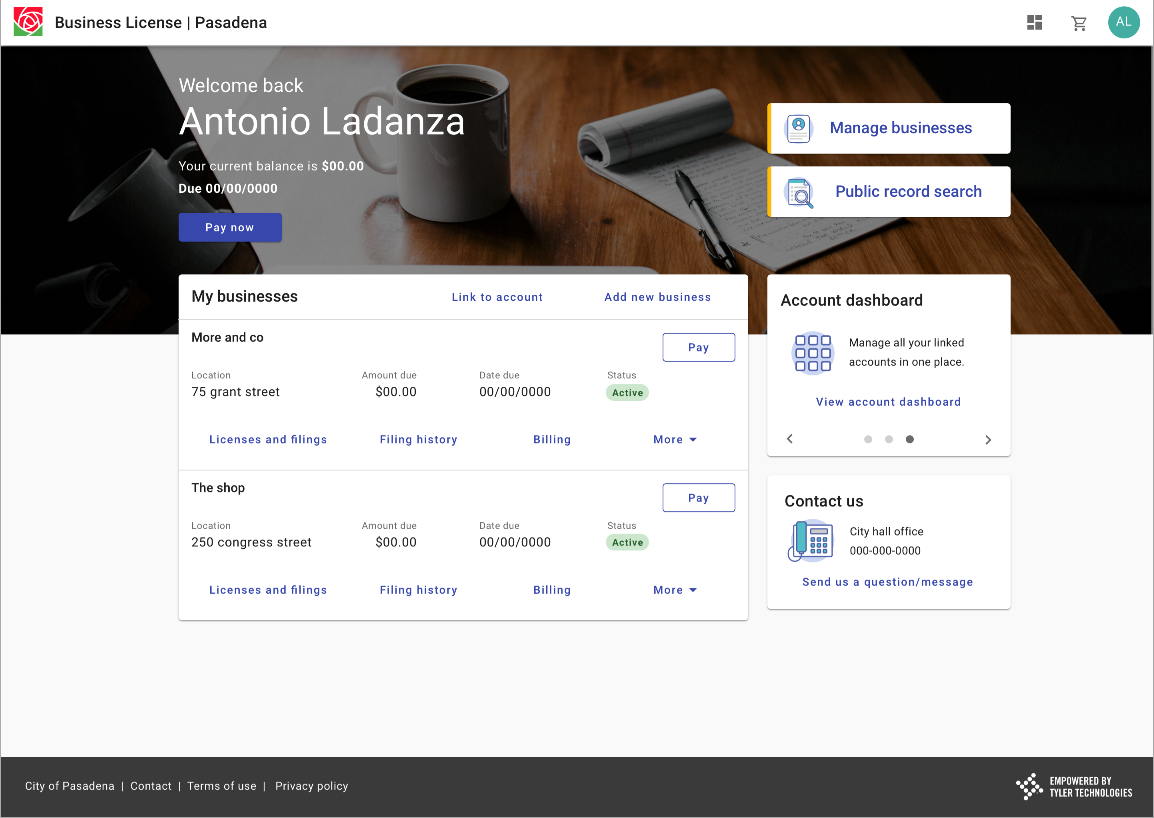 Business License | Pasadena
AL
Welcome back
Antonio Ladanza
Your current balance is $00.00
Due 00/00/0000
Pay now
Manage businesses
Public record search
My businesses
Link to account
Add new business
More and co
Pay
Location
Amount due
Date due
Status
75 grant street
$00.00
00/00/0000
Active
Licenses and filings
Filing history
Billing
More
The shop
Pay
Location
Amount due
Date due
Status
250 congress street
$00.00
00/00/0000
Active
Licenses and filings
Filing history
Billing
More
Account dashboard
Manage all your linked
accounts in one place.
View account dashboard
Contact us
City hall office
000-000-0000
Send us a question/message
City of Pasadena | Contact | Terms of use | Privacy policy
EMPOWERED BY
TYLER TECHNOLOGIES